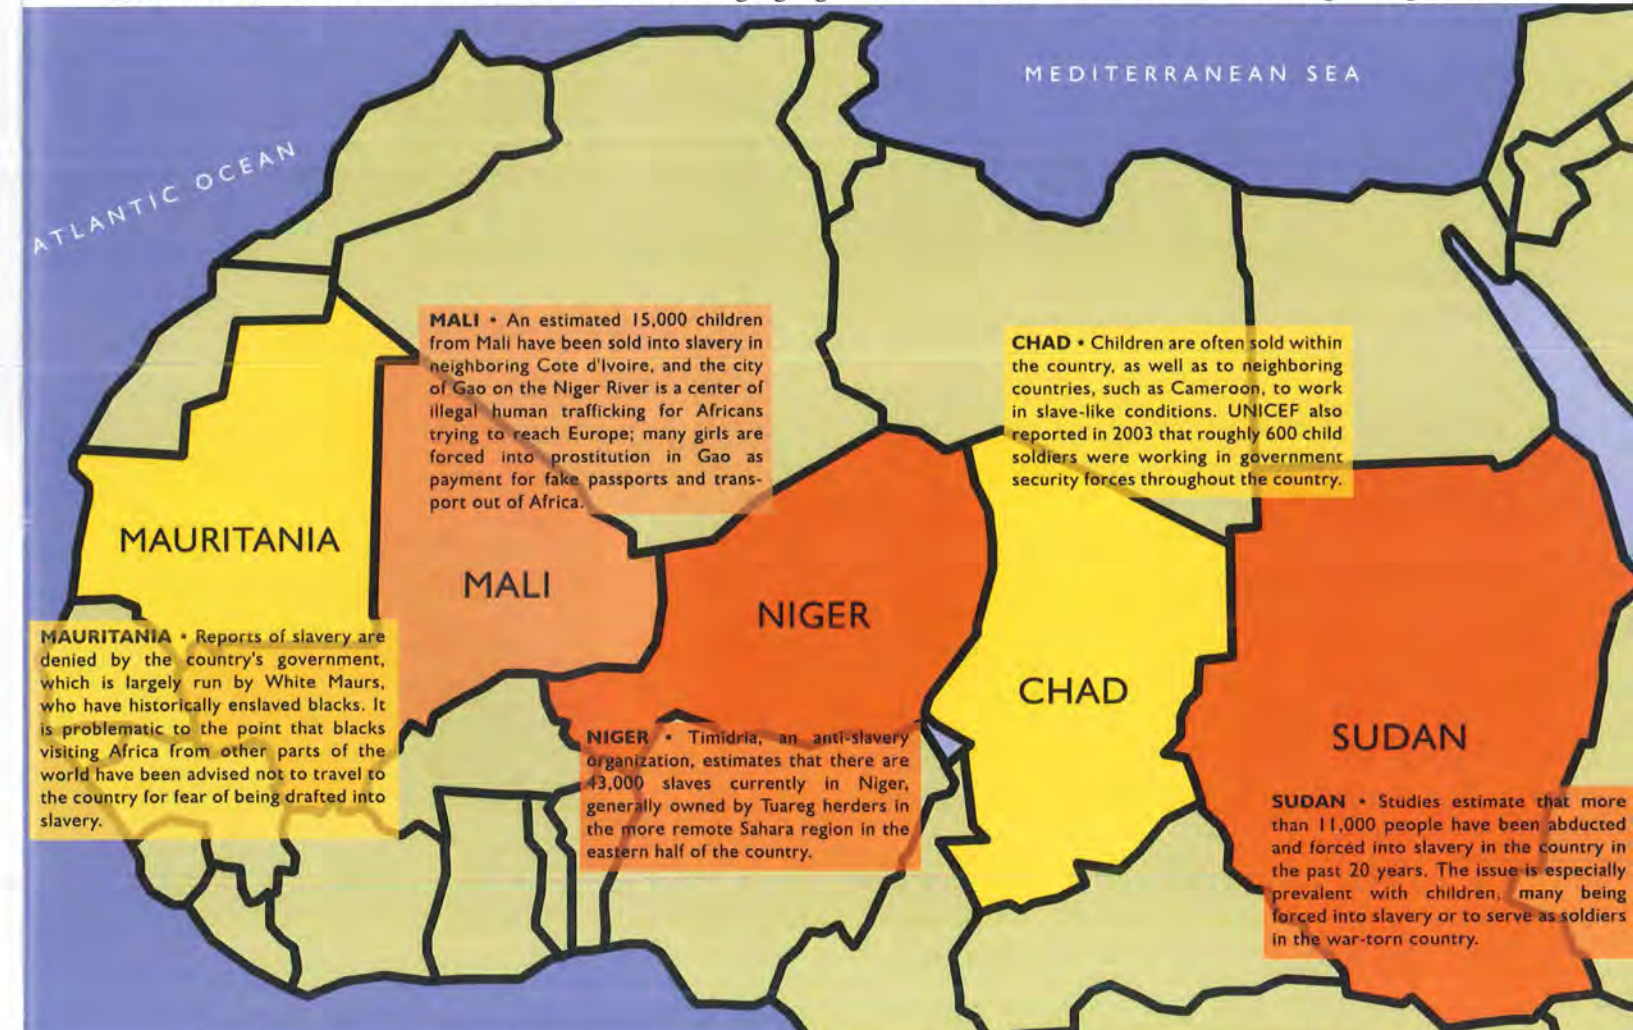 MEDITERRANEAN SEA
ATLANTIC OCEAN
MALI • An estimated 15,000 children
from Mali have been sold into slavery in
neighboring Cote d'Ivoire, and the city
of Gao on the Niger River is a center of
illegal human trafficking for Africans
trying to reach Europe; many girls are
forced into prostitution in Gao as
payment for fake passports and trans-
port out of Africa.
CHAD • Children are often sold within
the country, as well as to neighboring
countries, such as Cameroon, to work
in slave-like conditions. UNICEF also
reported in 2003 that roughly 600 child
soldiers were working in government
security forces throughout the country.
MAURITANIA
MALI
NIGER
CHAD
SUDAN
MAURITANIA • Reports of slavery are
denied by the country's government,
which is largely run by White Maurs,
who have historically enslaved blacks. It
is problematic to the point that blacks
visiting Africa from other parts of the
world have been advised not to travel to
the country for fear of being drafted into
slavery.
NIGER • Timidria, an anti-slavery
organization, estimates that there are
43,000 slaves currently in Niger,
generally owned by Tuareg herders in
the more remote Sahara region in the
eastern half of the country.
SUDAN • Studies estimate that more
than 11,000 people have been abducted
and forced into slavery in the country in
the past 20 years. The issue is especially
prevalent with children, many being
forced into slavery or to serve as soldiers
in the war-torn country.